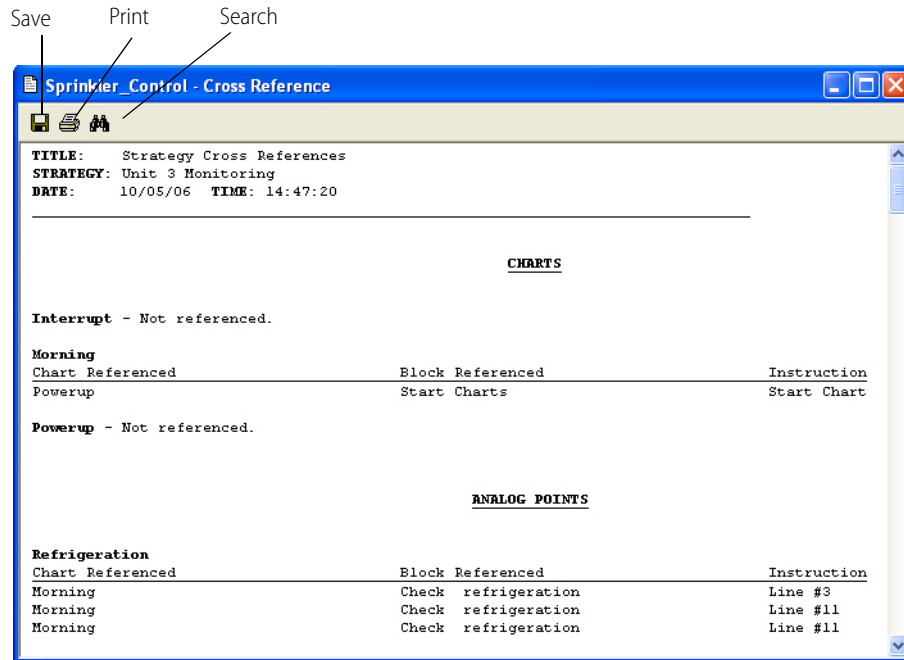 Save Print Search
Sprinkler_Control - Cross Reference
TITLE: Strategy Cross References
STRATEGY: Unit 3 Monitoring
DATE: 10/05/06 TIME: 14:47:20
CHARTS
Interrupt - Not referenced.
Morning
Chart Referenced Block Referenced Instruction
Powerup Start Charts Start Chart
Powerup - Not referenced.
ANALOG POINTS
Refrigeration
Chart Referenced Block Referenced Instruction
Morning Check refrigeration Line #3
Morning Check refrigeration Line #11
Morning Check refrigeration Line #11